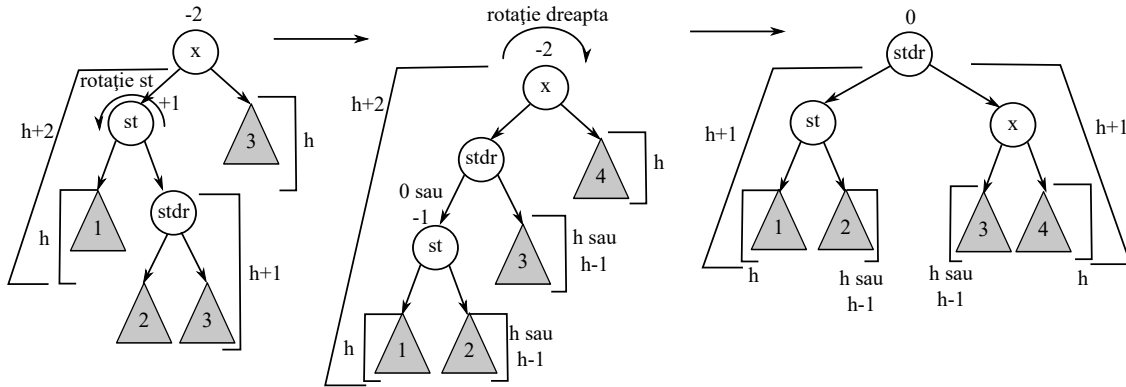 -2
x
rotaţie st
+1
st
h+2
3
h
1
stdr
h
h+1
2
3
rotaţie dreapta
-2
x
h+2
stdr
4
h
0 sau
-1
st
3
h sau
h-1
1
2
h
h sau
h-1
0
stdr
st
x
h+1
h+1
1
2
3
4
h
h sau
h-1
h sau
h-1
h